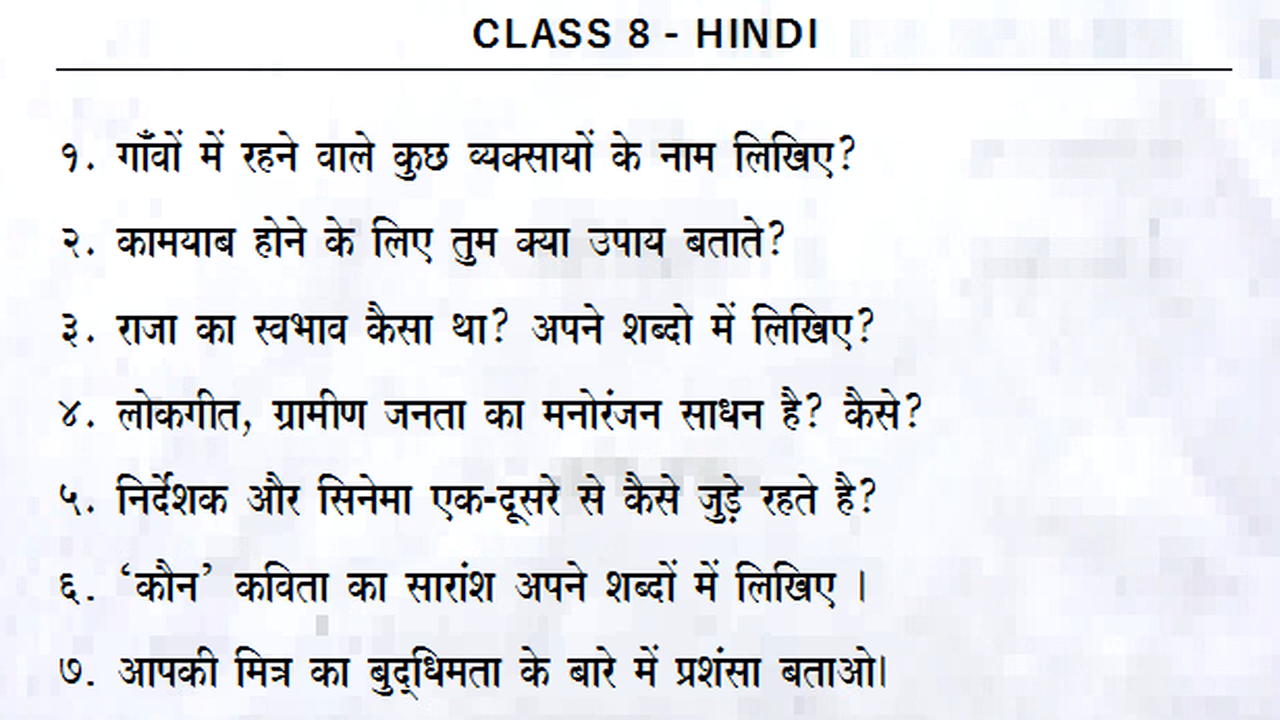 CLASS 8 - HINDI
१. गाँवों में रहने वाले कुछ व्यक्सायों के नाम लिखिए?
२. कामयाब होने के लिए तुम क्या उपाय बताते?
३. राजा का स्वभाव कैसा था? अपने शब्दो में लिखिए?
४. लोकगीत, ग्रामीण जनता का मनोरंजन साधन है? कैसे?
५. निर्देशक और सिनेमा एक-दूसरे से कैसे जुड़े रहते है?
६. ‘कौन’ कविता का सारांश अपने शब्दों में लिखिए ।
७. आपकी मित्र का बुद्धिमता के बारे में प्रशंसा बताओ।